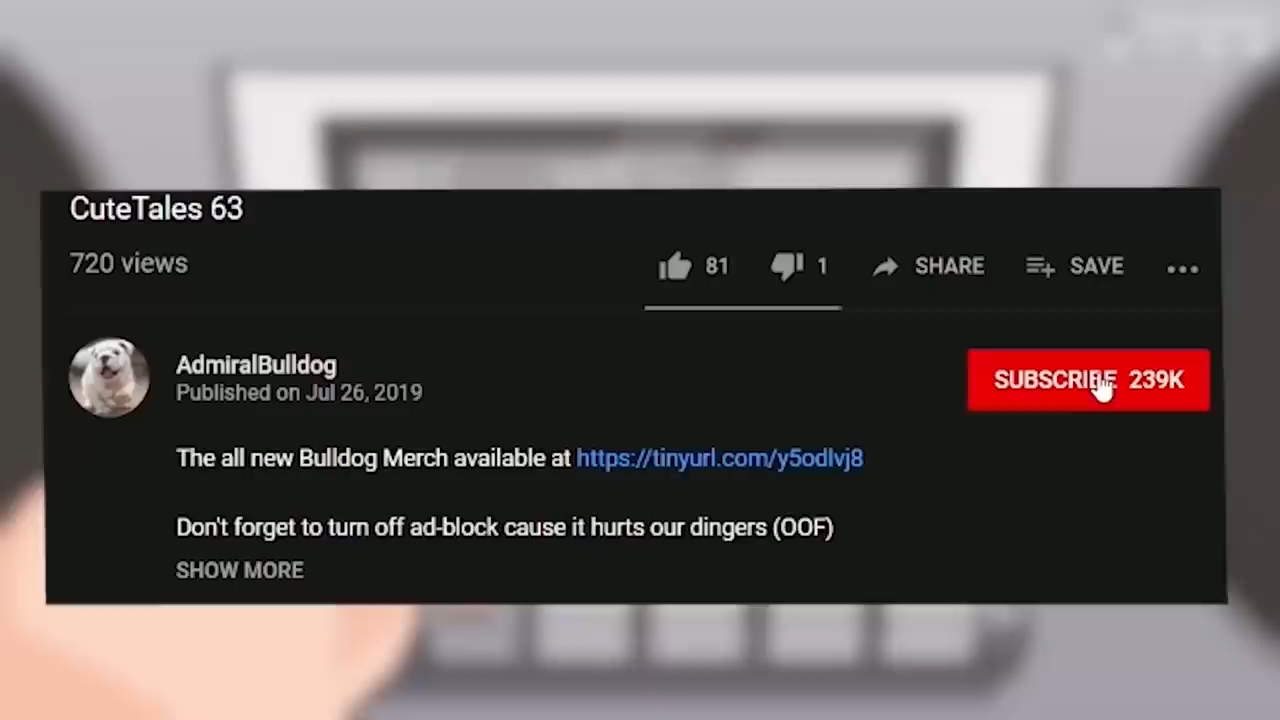 CuteTales 63
720 views
81 1 SHARE SAVE
AdmiralBulldog
Published on Jul 26, 2019
SUBSCRIBE 239K
The all new Bulldog Merch available at https://tinyurl.com/y5odlvj8
Don't forget to turn off ad-block cause it hurts our dingers (OOF)
SHOW MORE